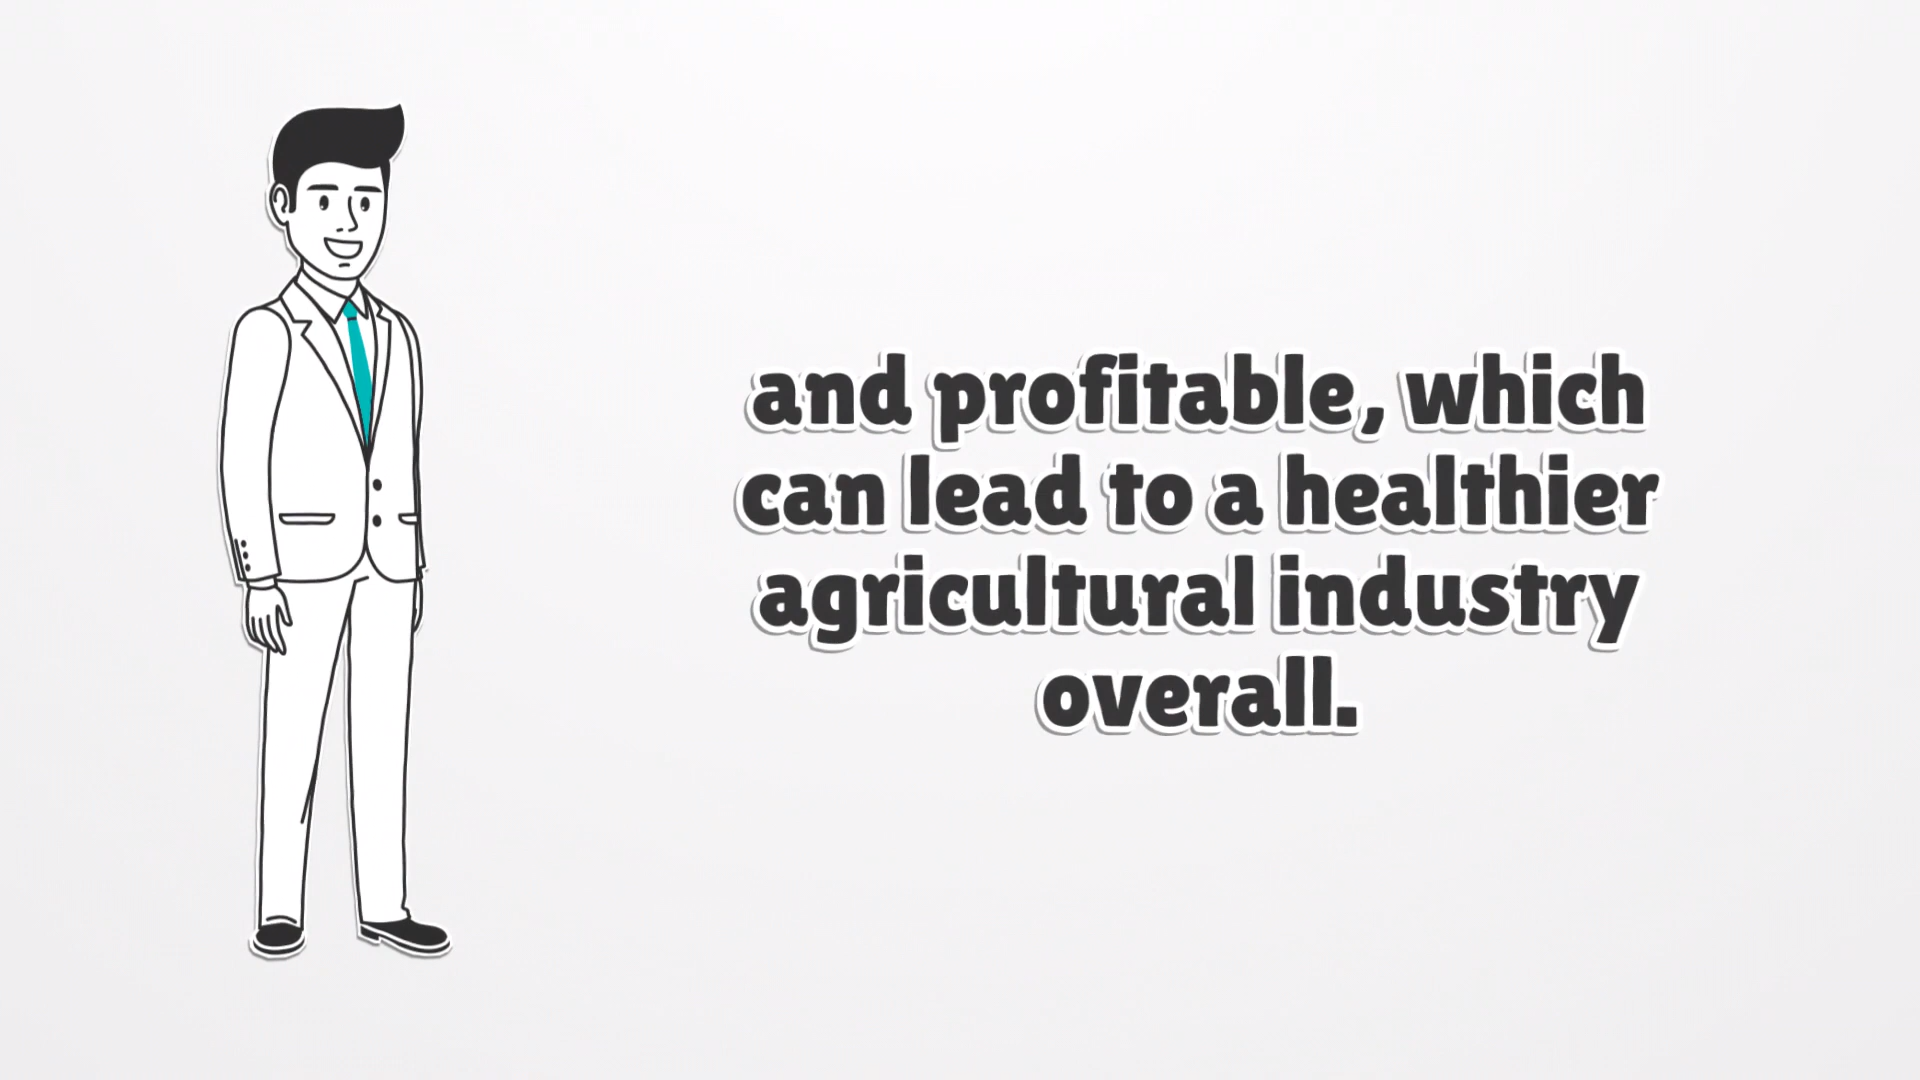 and profitable, which
can lead to a healthier
agricultural industry
overall.